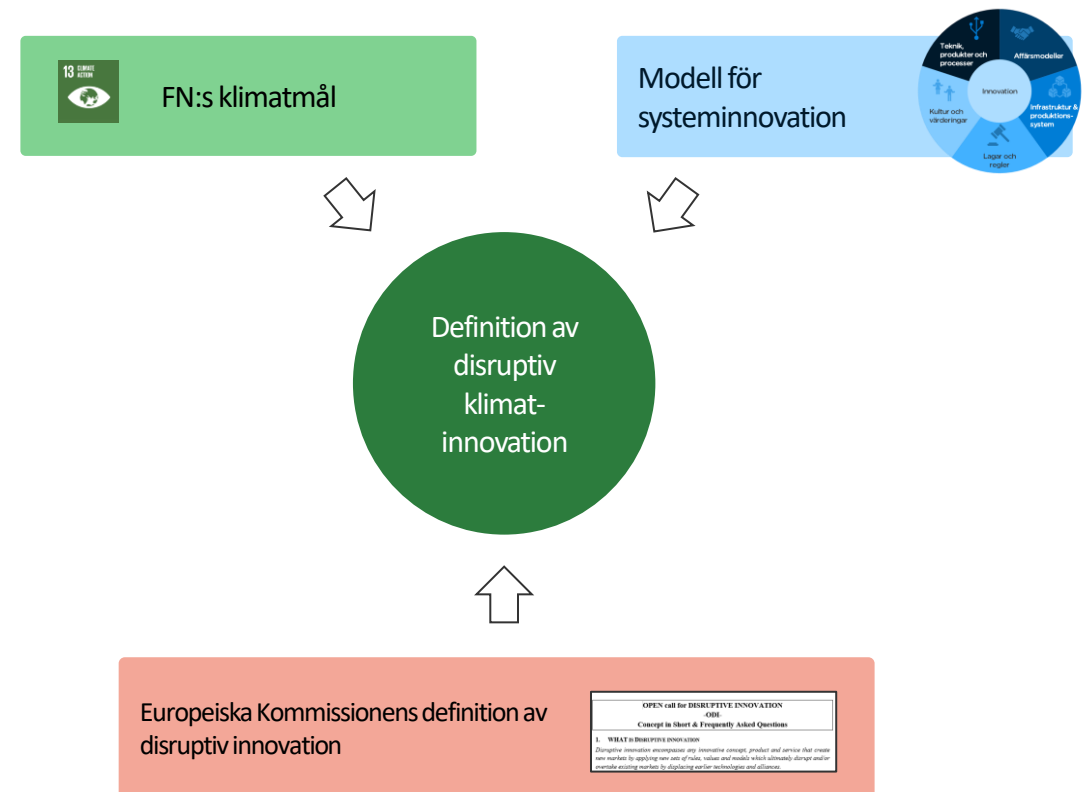 13 CLIMATE
ACTION
FN:s klimatmål
Modell för
systeminnovation
Teknik,
produkter och
processer
Affärsmodeller
Innovation
Kultur och
värderingar
Infrastruktur &
produktions-
system
Lagar och
regler
Definition av
disruptiv
klimat-
innovation
Europeiska Kommissionens definition av
disruptiv innovation
OPEN call for DISRUPTIVE INNOVATION
-ODI-
Concept in Short & Frequently Asked Questions
1. WHAT IS DISRUPTIVE INNOVATION
Disruptive innovation encompasses any innovative concept, product and service that create
new markets by applying new sets of rules, values and models which ultimately disrupt and/or
overtake existing markets by displacing earlier technologies and alliances.